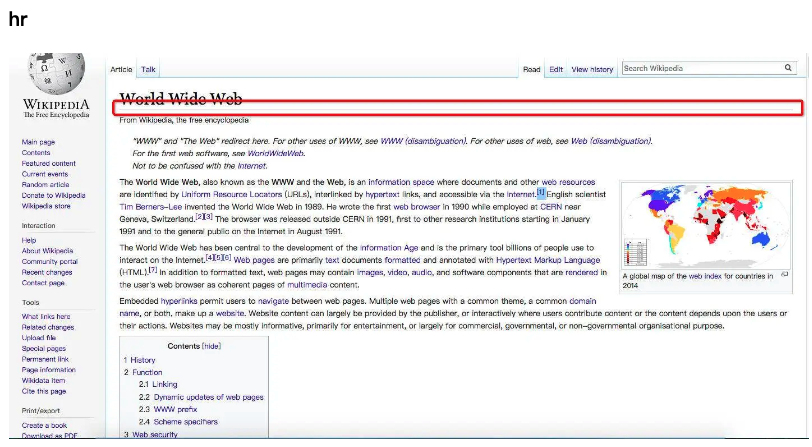 hr
WIKIPEDIA
The Free Encyclopedia
Main page
Contents
Featured content
Current events
Random article
Donate to Wikipedia
Wikipedia store
Interaction
Help
About Wikipedia
Community portal
Recent changes
Contact page
Tools
What links here
Related changes
Upload file
Special pages
Permanent link
Page information
Wikidata item
Cite this page
Print/export
Create a book
Download as PDF
Article Talk
Read Edit View history Search Wikipedia
World Wide Web
From Wikipedia, the free encyclopedia
"WWW" and "The Web" redirect here. For other uses of WWW, see WWW (disambiguation). For other uses of web, see Web (disambiguation).
For the first web software, see WorldWideWeb.
Not to be confused with the Internet.
The World Wide Web, also known as the WWW and the Web, is an information space where documents and other web resources
are identified by Uniform Resource Locators (URLs), interlinked by hypertext links, and accessible via the Internet.[1] English scientist
Tim Berners-Lee invented the World Wide Web in 1989. He wrote the first web browser in 1990 while employed at CERN near
Geneva, Switzerland.[2][3] The browser was released outside CERN in 1991, first to other research institutions starting in January
1991 and to the general public on the Internet in August 1991.
The World Wide Web has been central to the development of the Information Age and is the primary tool billions of people use to
interact on the Internet.[4][5][6] Web pages are primarily text documents formatted and annotated with Hypertext Markup Language
(HTML).[7] In addition to formatted text, web pages may contain images, video, audio, and software components that are rendered in
the user's web browser as coherent pages of multimedia content.
Embedded hyperlinks permit users to navigate between web pages. Multiple web pages with a common theme, a common domain
name, or both, make up a website. Website content can largely be provided by the publisher, or interactively where users contribute content or the content depends upon the users or
their actions. Websites may be mostly informative, primarily for entertainment, or largely for commercial, governmental, or non-governmental organisational purpose.
A global map of the web index for countries in
2014
Contents [hide]
1 History
2 Function
2.1 Linking
2.2 Dynamic updates of web pages
2.3 WWW prefix
2.4 Scheme specifiers
3 Web security